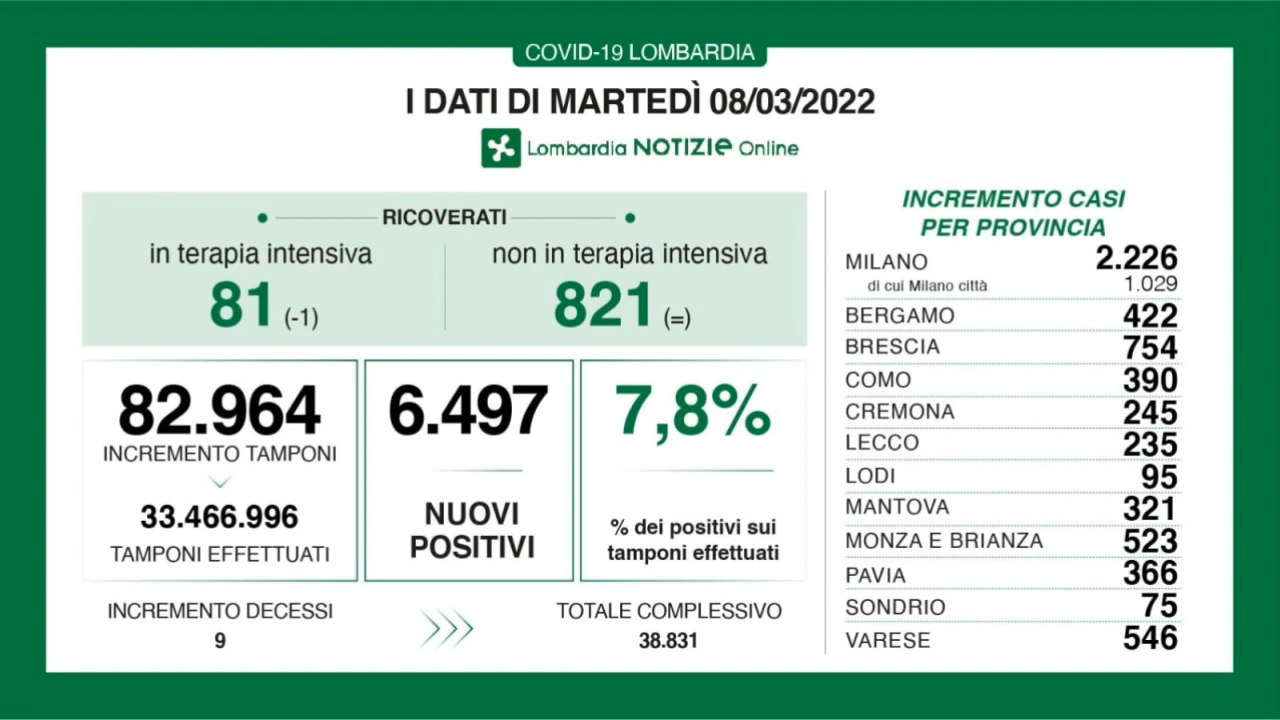 COVID-19 LOMBARDIA
I DATI DI MARTEDÌ 08/03/2022
Lombardia NOTIZIE Online
RICOVERATI
in terapia intensiva
81 (-1)
non in terapia intensiva
821 (=)
82.964
INCREMENTO TAMPONI
33.466.996
TAMPONI EFFETTUATI
6.497
NUOVI
POSITIVI
7,8%
% dei positivi sui
tamponi effettuati
INCREMENTO DECESSI
9
TOTALE COMPLESSIVO
38.831
INCREMENTO CASI
PER PROVINCIA
MILANO 2.226
di cui Milano città 1.029
BERGAMO 422
BRESCIA 754
COMO 390
CREMONA 245
LECCO 235
LODI 95
MANTOVA 321
MONZA E BRIANZA 523
PAVIA 366
SONDRIO 75
VARESE 546